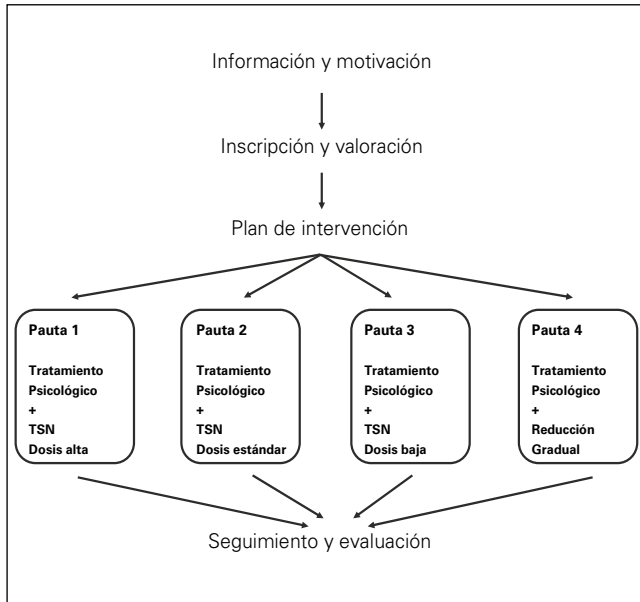 Información y motivación
Inscripción y valoración
Plan de intervención
Pauta 1
Tratamiento
Psicológico
+
TSN
Dosis alta
Pauta 2
Tratamiento
Psicológico
+
TSN
Dosis estándar
Pauta 3
Tratamiento
Psicológico
+
TSN
Dosis baja
Pauta 4
Tratamiento
Psicológico
+
Reducción
Gradual
Seguimiento y evaluación